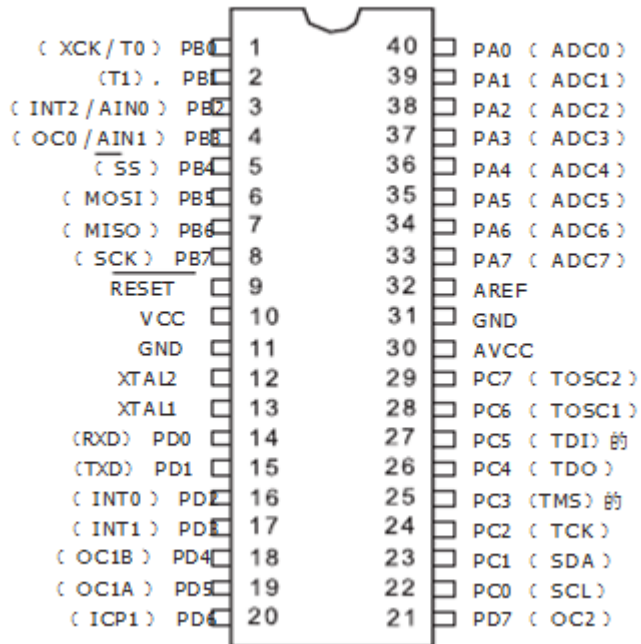 ( XCK/T0 ) PB0 1 40 PA0 ( ADC0 )
(T1). PB1 2 39 PA1 ( ADC1 )
( INT2/AIN0 ) PB2 3 38 PA2 ( ADC2 )
( OC0/AIN1 ) PB3 4 37 PA3 ( ADC3 )
( SS ) PB4 5 36 PA4 ( ADC4 )
( MOSI ) PB5 6 35 PA5 ( ADC5 )
( MISO ) PB6 7 34 PA6 ( ADC6 )
( SCK ) PB7 8 33 PA7 ( ADC7 )
RESET 9 32 AREF
VCC 10 31 GND
GND 11 30 AVCC
XTAL2 12 29 PC7 ( TOSC2 )
XTAL1 13 28 PC6 ( TOSC1 )
(RXD) PD0 14 27 PC5 ( TDI) 的
(TXD) PD1 15 26 PC4 ( TDO )
( INT0 ) PD2 16 25 PC3 (TMS) 的
( INT1 ) PD3 17 24 PC2 ( TCK )
( OC1B ) PD4 18 23 PC1 ( SDA )
( OC1A ) PD5 19 22 PC0 ( SCL )
( ICP1 ) PD6 20 21 PD7 ( OC2 )